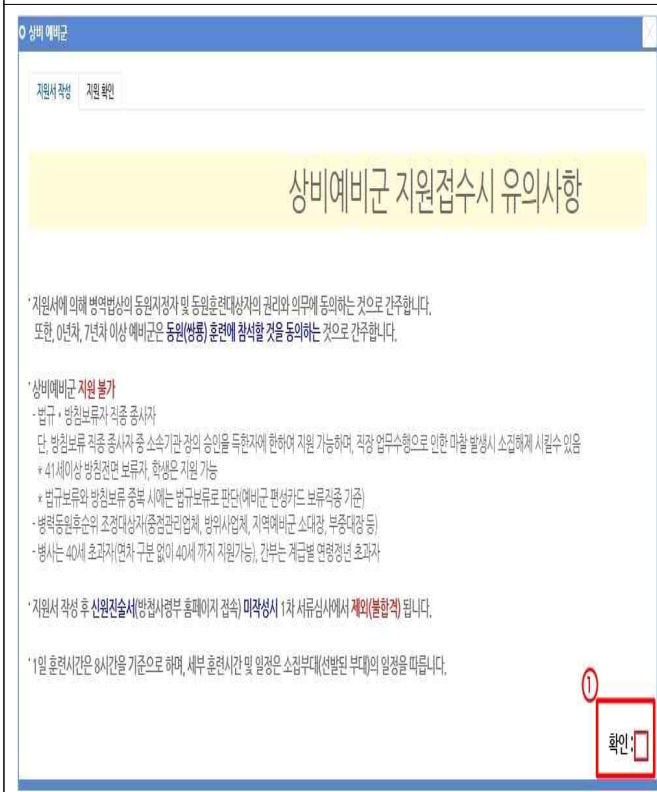 상비 예비군
지원서 작성 지원 확인
상비예비군 지원접수시 유의사항
* 지원서에 의해 병역법상의 동원지정자 및 동원훈련대상자의 권리와 의무에 동의하는 것으로 간주합니다.
또한, 0년차, 7년차 이상 예비군은 동원(쌍룡) 훈련에 참석할 것을 동의하는 것으로 간주합니다.
* 상비예비군 지원 불가
- 법규・방침보류자 직종 종사자
단, 방침보류 직종 종사자 중 소속기관 장의 승인을 득한자에 한하여 지원 가능하며, 직장 업무수행으로 인한 마찰 발생시 소집해제 시킬수 있음
* 41세이상 방침전면 보류자, 학생은 지원 가능
* 법규보류와 방침보류 중복 시에는 법규보류로 판단(예비군 편성카드 보류직종 기준)
- 병력동원후순위 조정대상자(중점관리업체, 방위사업체, 지역예비군 소대장, 부중대장 등)
- 병사는 40세 초과자(연차 구분 없이 40세 까지 지원가능), 간부는 계급별 연령정년 초과자
* 지원서 작성 후 신원진술서(방첩사령부 홈페이지 접속) 미작성시 1차 서류심사에서 제외(불합격) 됩니다.
* 1일 훈련시간은 8시간을 기준으로 하며, 세부 훈련시간 및 일정은 소집부대(선발된 부대)의 일정을 따릅니다.
①
확인 :